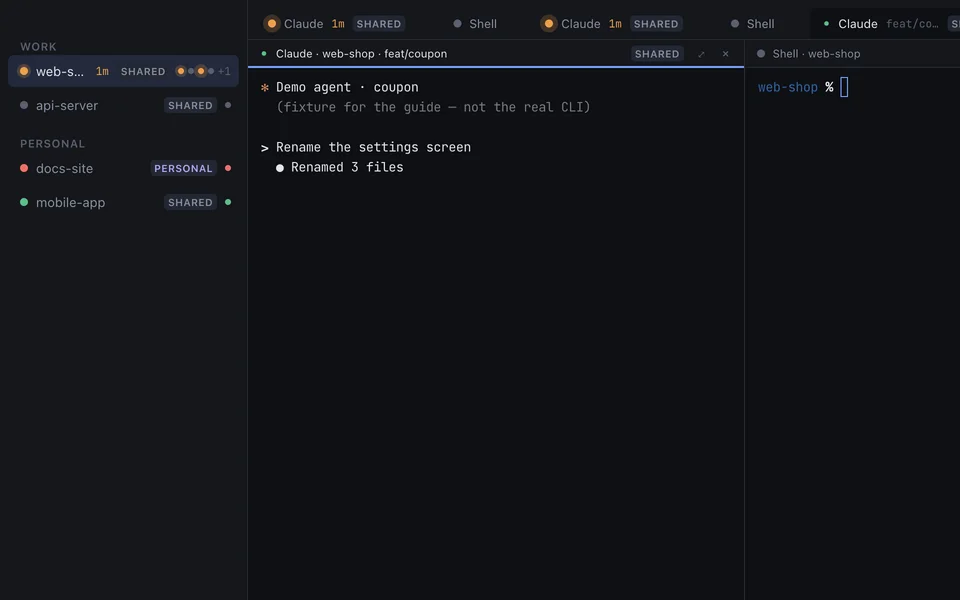 WORK
web-s... 1m SHARED +1
api-server SHARED
PERSONAL
docs-site PERSONAL
mobile-app SHARED
Claude 1m SHARED Shell Claude 1m SHARED Shell Claude feat/co…
Claude · web-shop · feat/coupon SHARED ×
Shell · web-shop
✻ Demo agent · coupon
(fixture for the guide — not the real CLI)
> Rename the settings screen
● Renamed 3 files
web-shop %